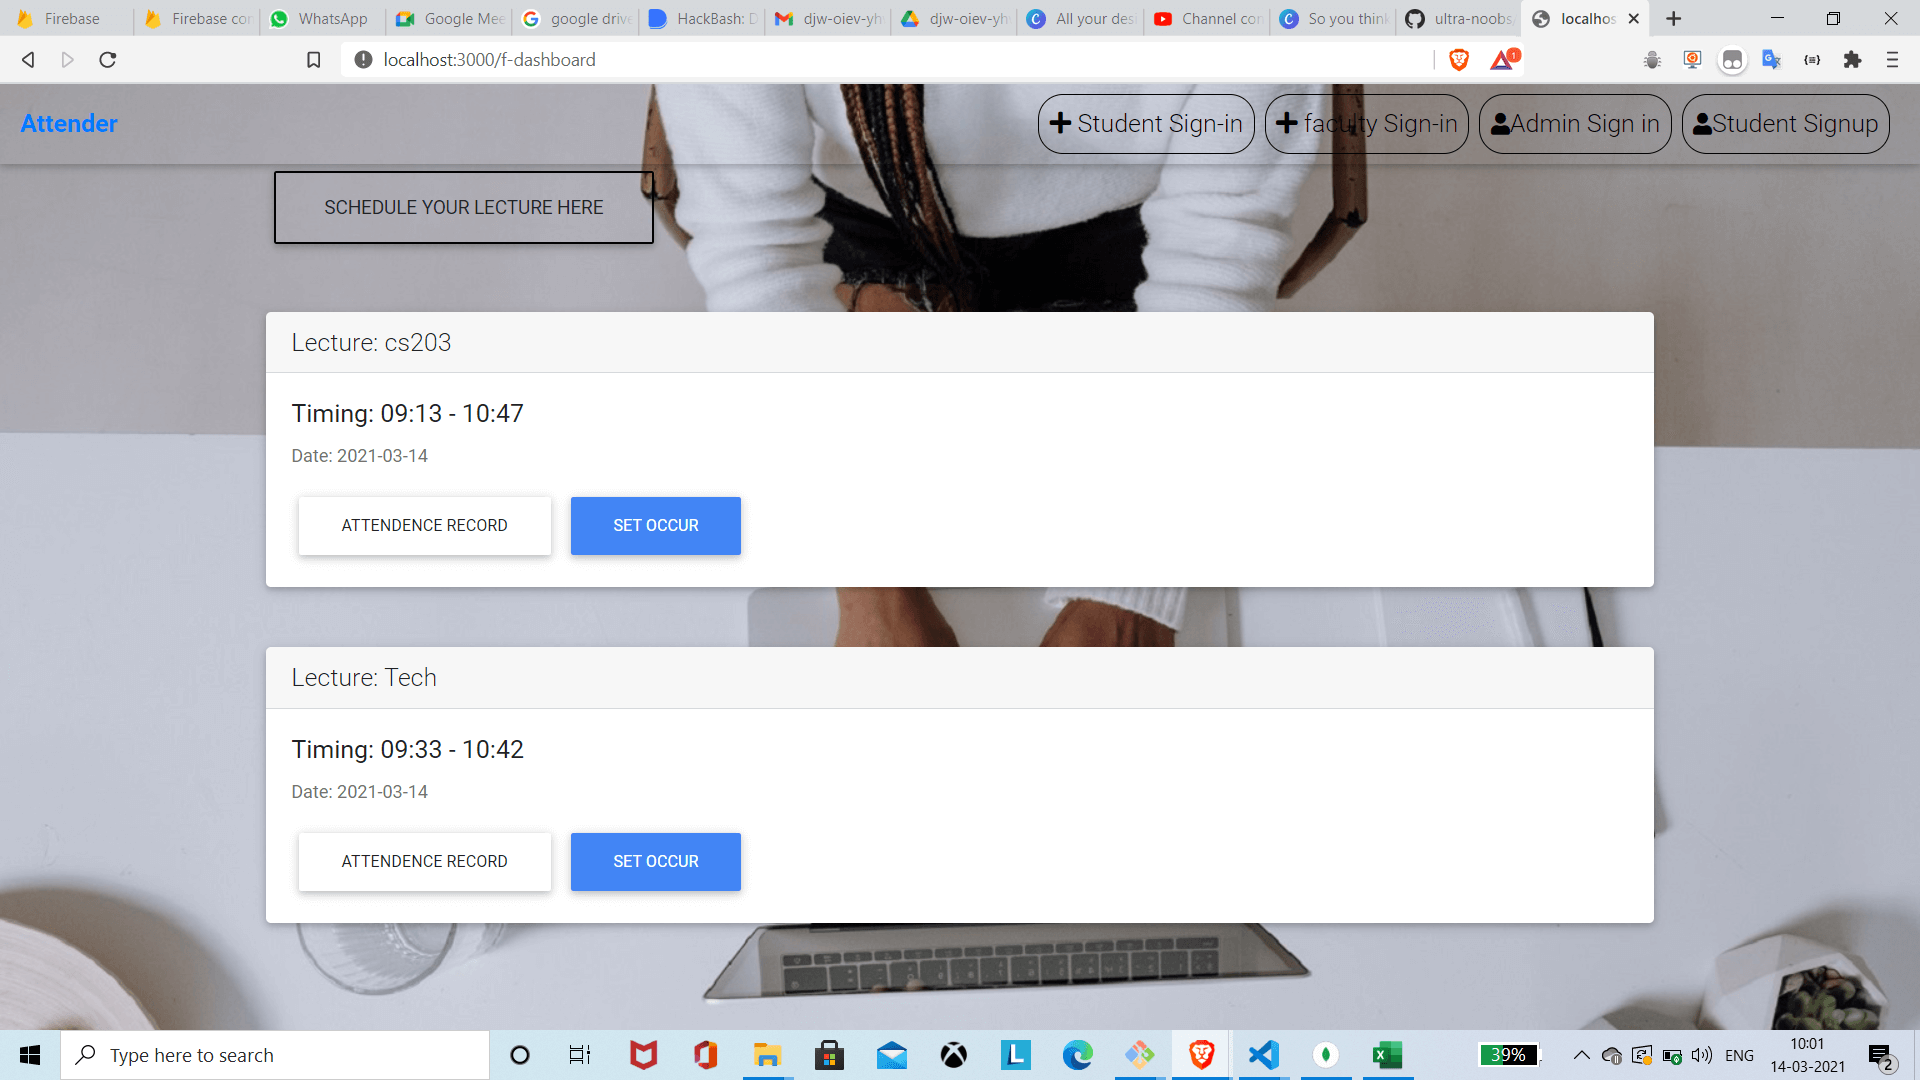 Firebase
Firebase con
WhatsApp
Google Mee
google drive
HackBash: D
djw-oiev-yh
djw-oiev-yh
All your des
Channel con
So you think
ultra-noobs/
localhos
localhost:3000/f-dashboard
1
Attender
Student Sign-in
faculty Sign-in
Admin Sign in
Student Signup
SCHEDULE YOUR LECTURE HERE
Lecture: cs203
Timing: 09:13 - 10:47
Date: 2021-03-14
ATTENDENCE RECORD
SET OCCUR
Lecture: Tech
Timing: 09:33 - 10:42
Date: 2021-03-14
ATTENDENCE RECORD
SET OCCUR
Type here to search
39%
ENG
10:01
14-03-2021
2